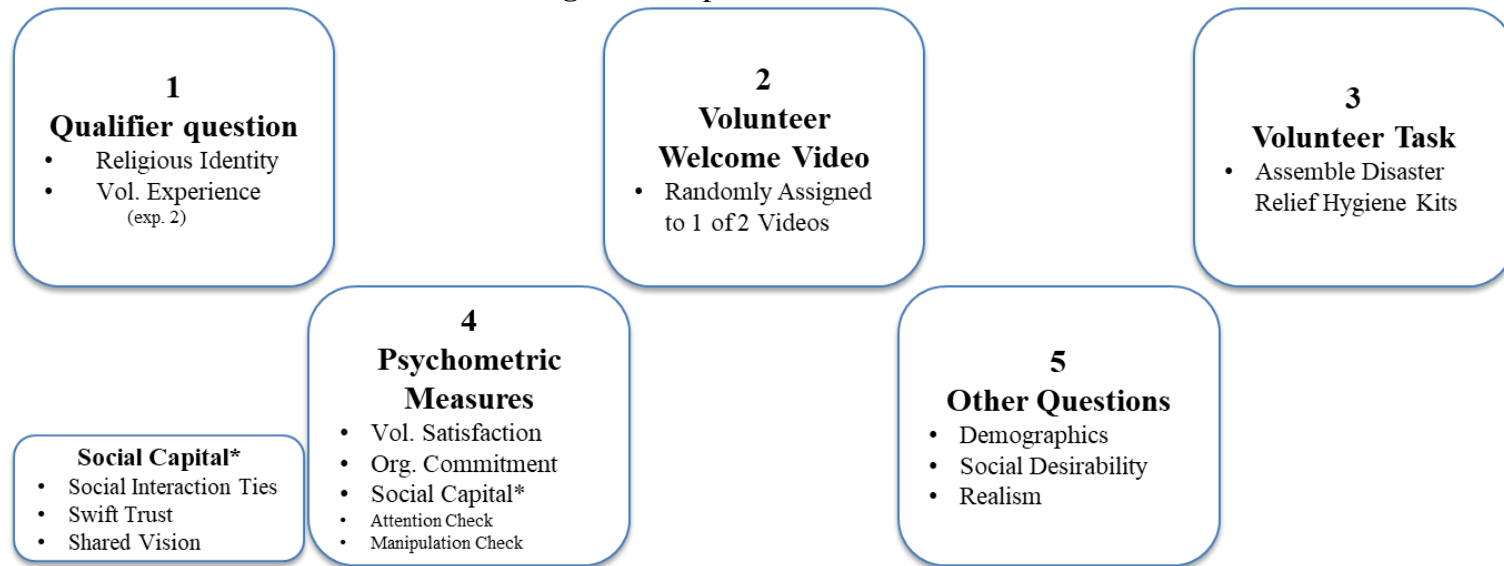 1
Qualifier question
• Religious Identity
• Vol. Experience
(exp. 2)
2
Volunteer
Welcome Video
• Randomly Assigned
to 1 of 2 Videos
3
Volunteer Task
• Assemble Disaster
Relief Hygiene Kits
4
Psychometric
Measures
• Vol. Satisfaction
• Org. Commitment
• Social Capital*
• Attention Check
• Manipulation Check
Social Capital*
• Social Interaction Ties
• Swift Trust
• Shared Vision
5
Other Questions
• Demographics
• Social Desirability
• Realism